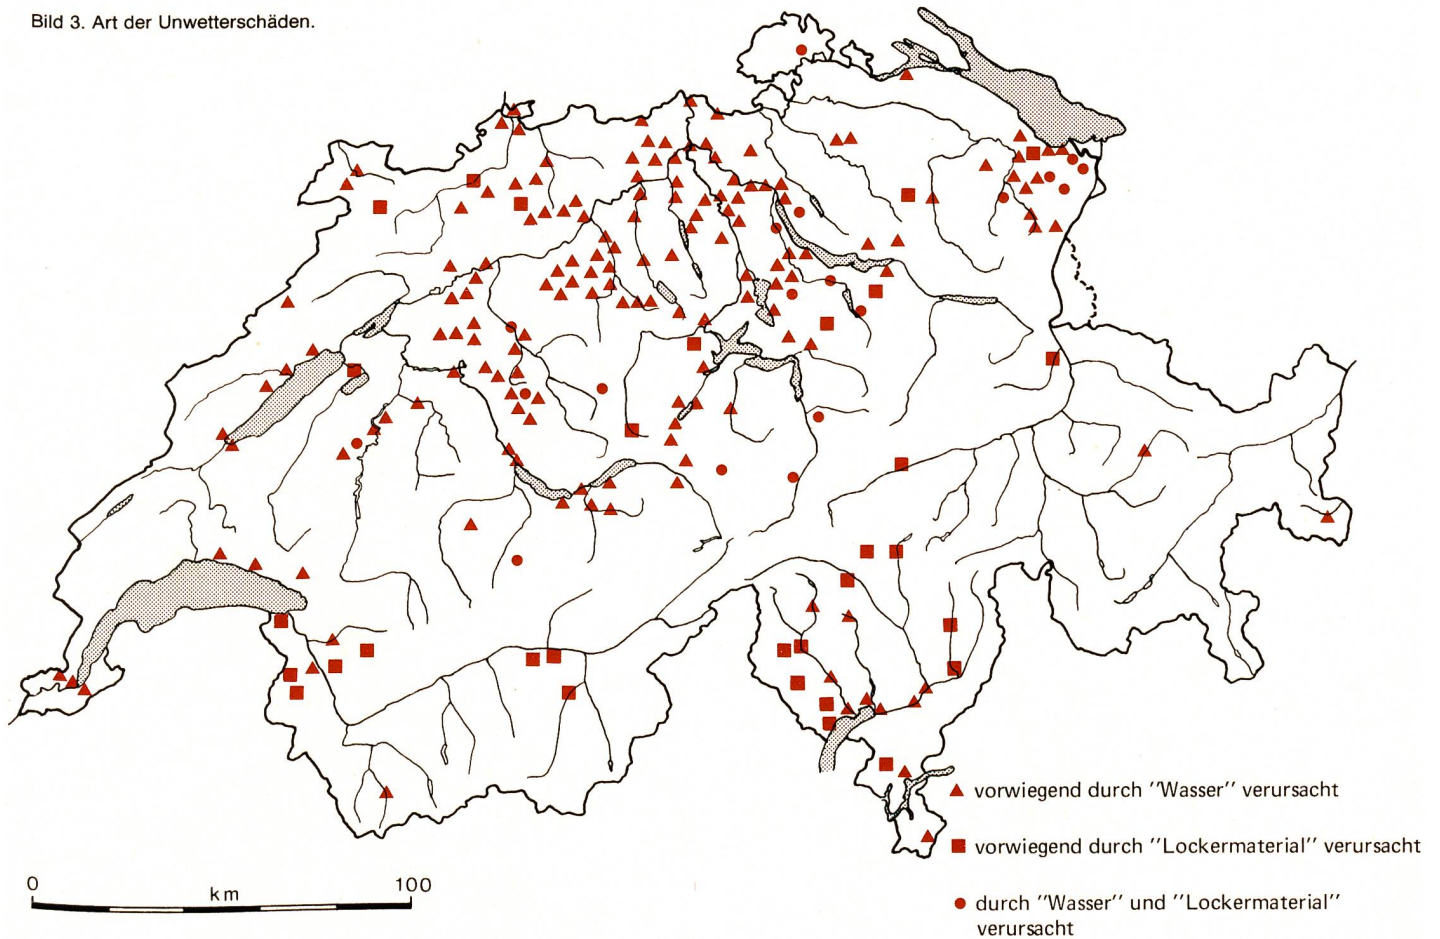 Bild 3. Art der Unwetterschäden.
vorwiegend durch "Wasser" verursacht
vorwiegend durch "Lockermaterial" verursacht
durch "Wasser" und "Lockermaterial"
verursacht
0 100
km